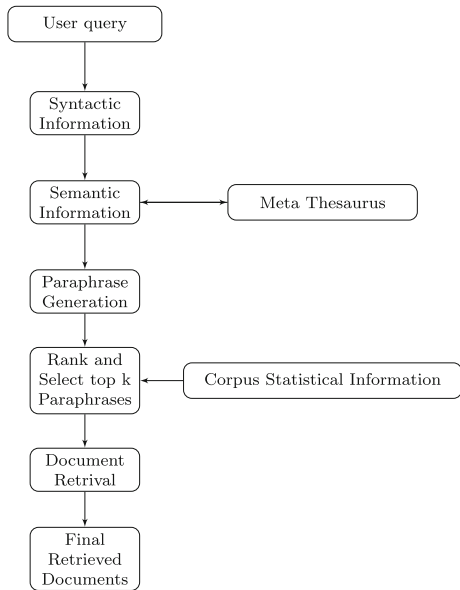 User query
Syntactic
Information
Semantic
Information
Meta Thesaurus
Paraphrase
Generation
Rank and
Select top k
Paraphrases
Corpus Statistical Information
Document
Retrival
Final
Retrieved
Documents